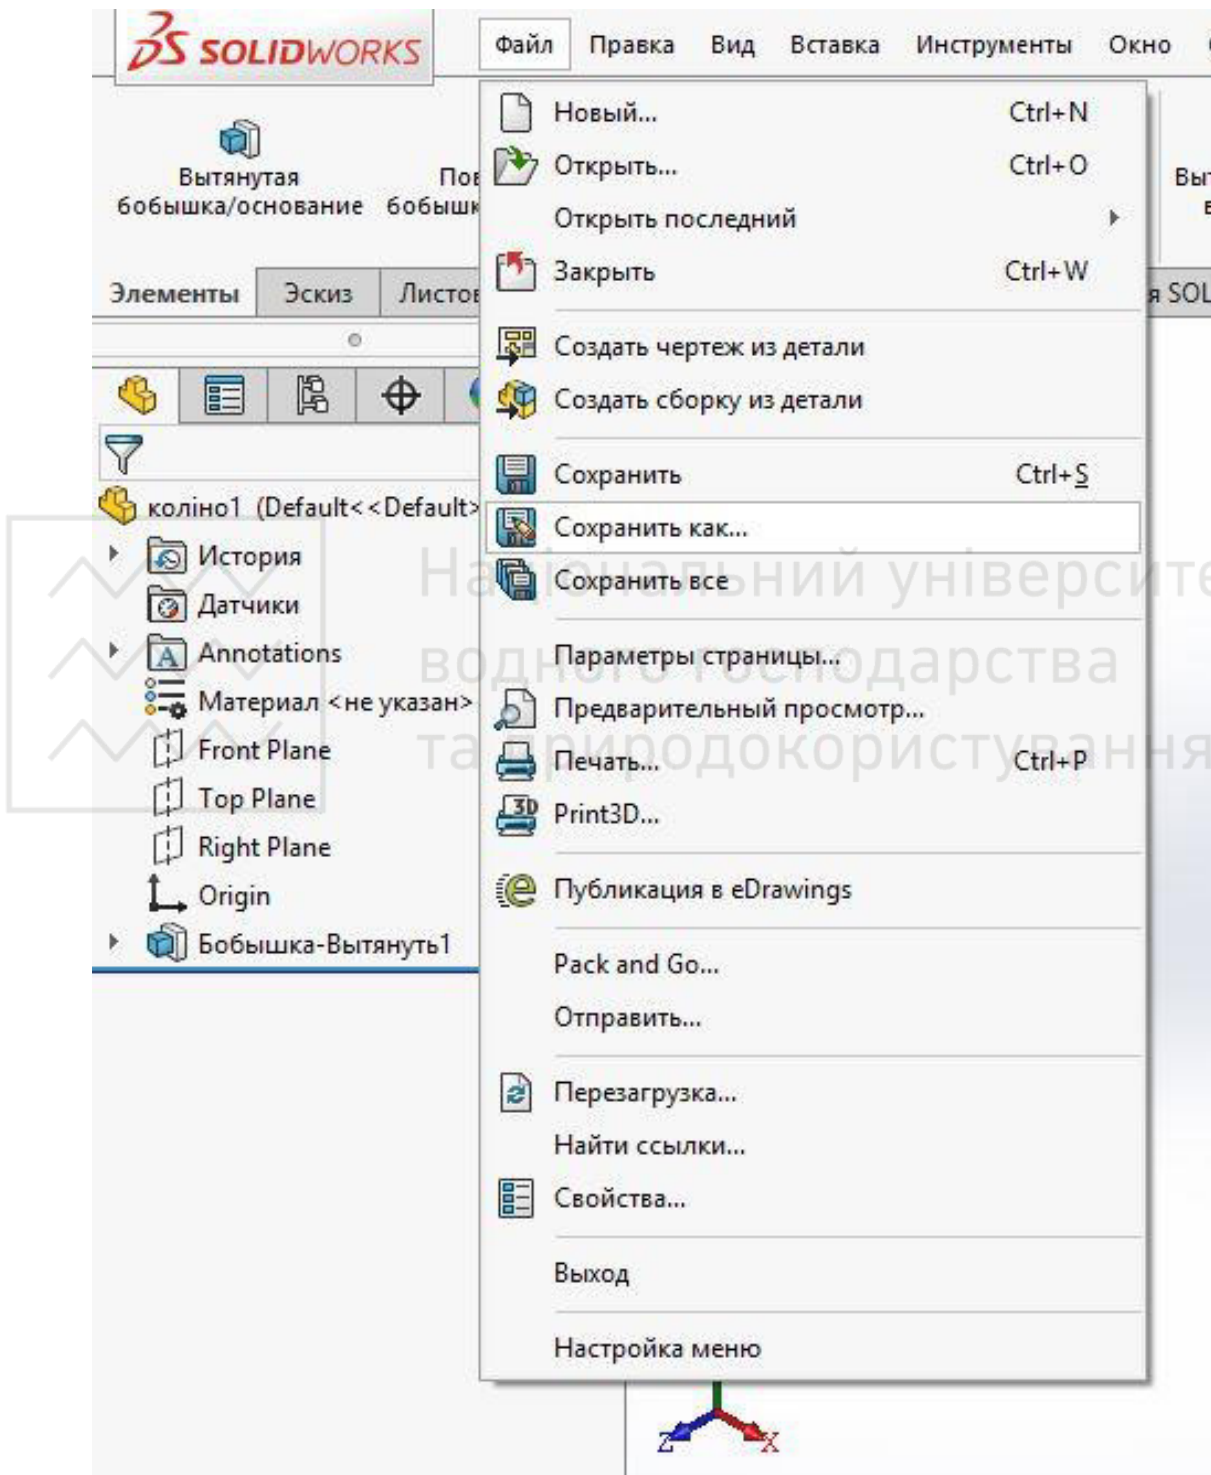 SOLIDWORKS
Файл Правка Вид Вставка Инструменты Окно
Вытянутая
бобышка/основание
Элементы Эскиз
коліно1 (Default<<Default>
История
Датчики
Annotations
Материал <не указан>
Front Plane
Top Plane
Right Plane
Origin
Бобышка-Вытянуть1
Новый... Ctrl+N
Открыть... Ctrl+O
Открыть последний
Закрыть Ctrl+W
Создать чертеж из детали
Создать сборку из детали
Сохранить Ctrl+S
Сохранить как...
Сохранить все
Параметры страницы...
Предварительный просмотр...
Печать... Ctrl+P
Print3D...
Публикация в eDrawings
Pack and Go...
Отправить...
Перезагрузка...
Найти ссылки...
Свойства...
Выход
Настройка меню
Національний
водного господарства
та природокористування
Z X